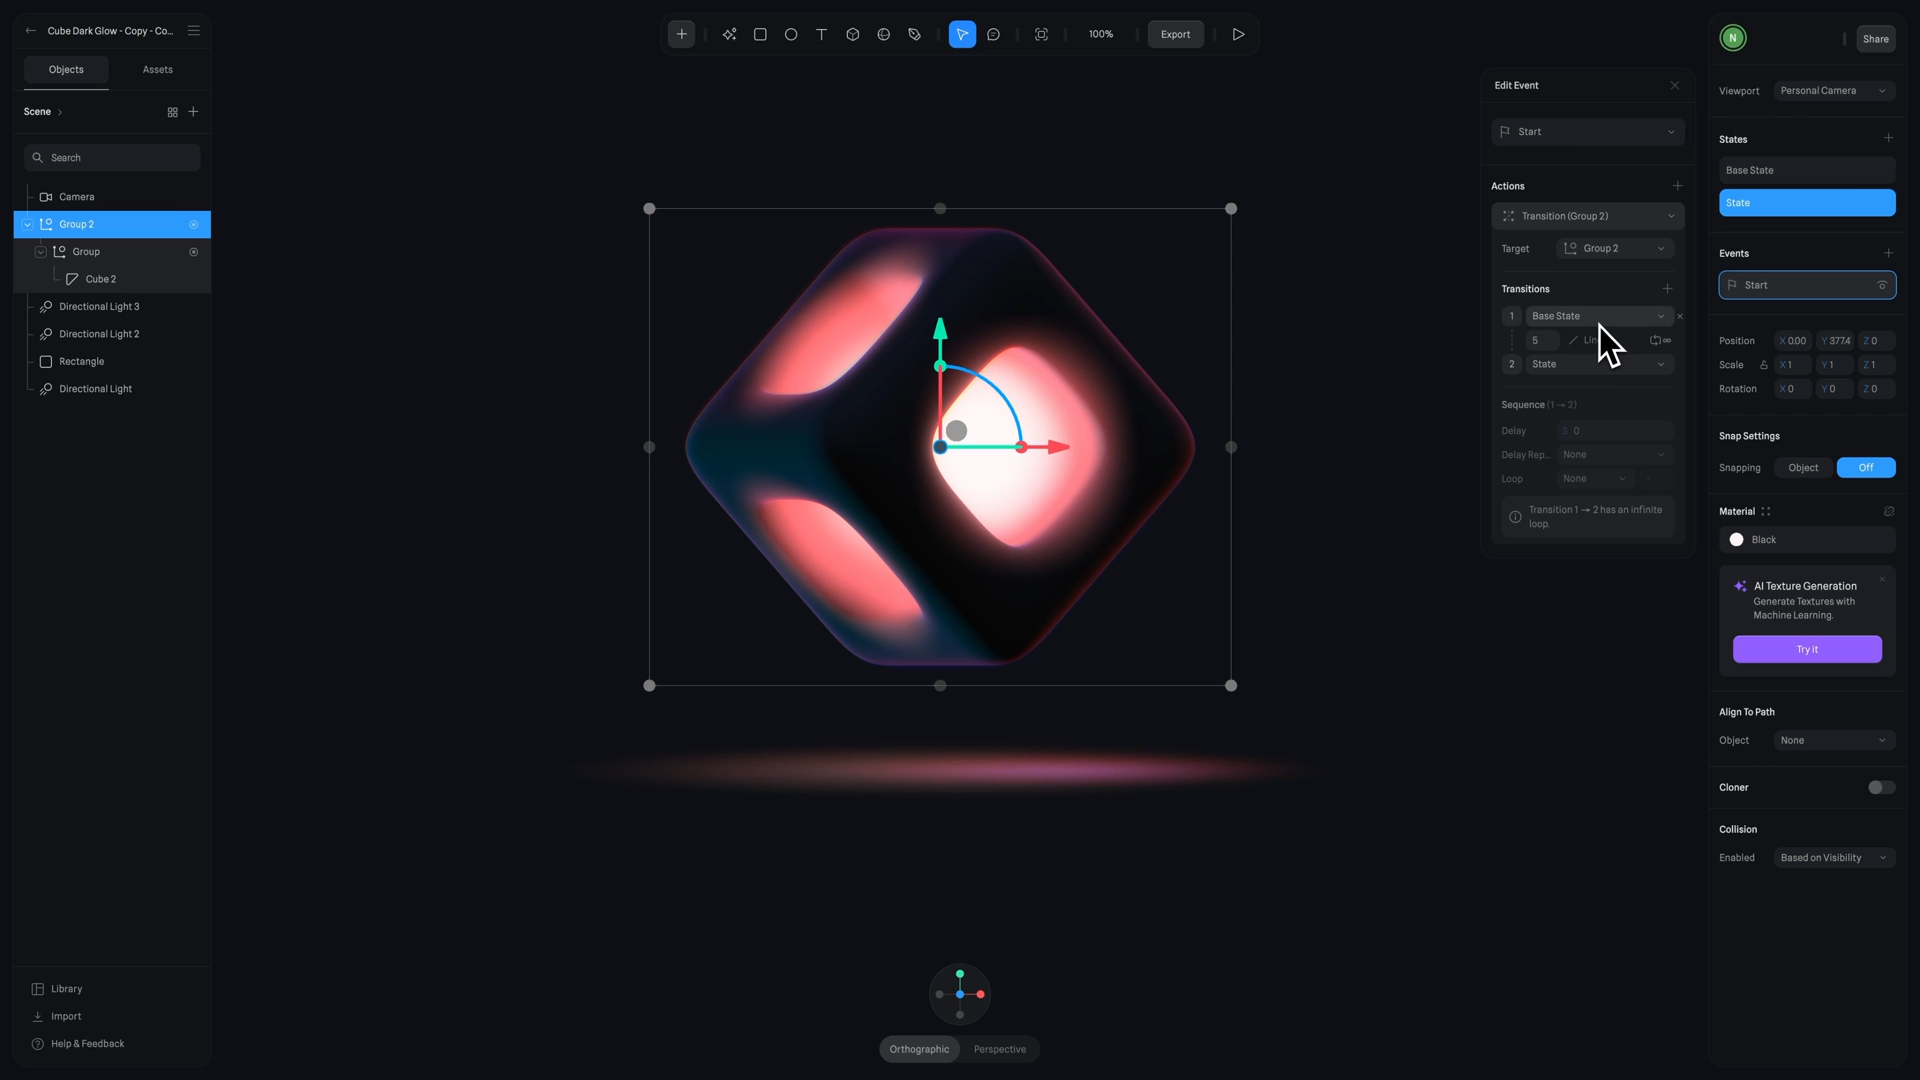 Cube Dark Glow - Copy - Co...
Objects
Assets
Scene
Search
Camera
Group 2
Group
Cube 2
Directional Light 3
Directional Light 2
Rectangle
Directional Light
Library
Import
Help & Feedback
100%
Export
Orthographic
Perspective
Edit Event
Start
Actions
Transition (Group 2)
Target
Group 2
Transitions
1
Base State
5
2
State
Sequence (1 → 2)
Delay
S 0
Delay Rep...
None
Loop
None
Transition 1 → 2 has an infinite
loop.
N
Share
Viewport
Personal Camera
States
Base State
State
Events
Start
Position
X 0.00
Y 377.4
Z 0
Scale
X 1
Y 1
Z 1
Rotation
X 0
Y 0
Z 0
Snap Settings
Snapping
Object
Off
Material
Black
AI Texture Generation
Generate Textures with
Machine Learning.
Try it
Align To Path
Object
None
Cloner
Collision
Enabled
Based on Visibility